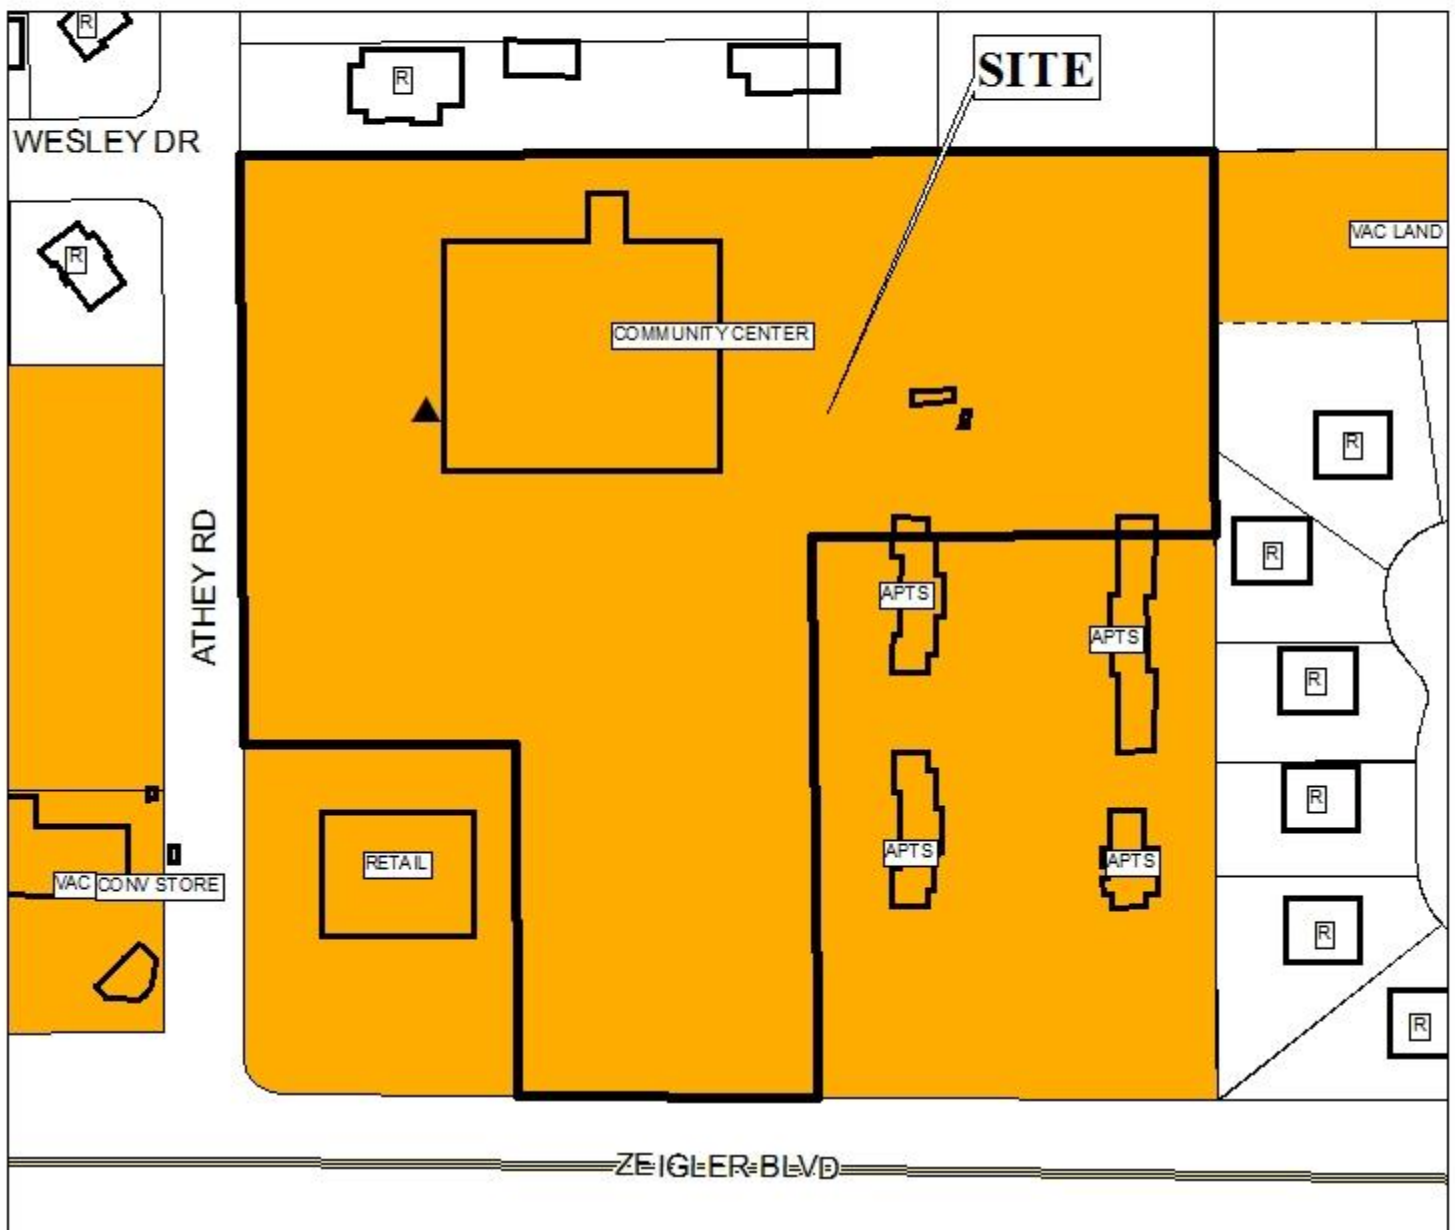 R
SITE
R
WESLEY DR
VAC LAND
R
COMMUNITY CENTER
R
R
ATHEY RD
APTS
APTS
R
R
APTS
RETAIL
APTS
VAC
CONV STORE
R
R
ZEIGLER BLVD